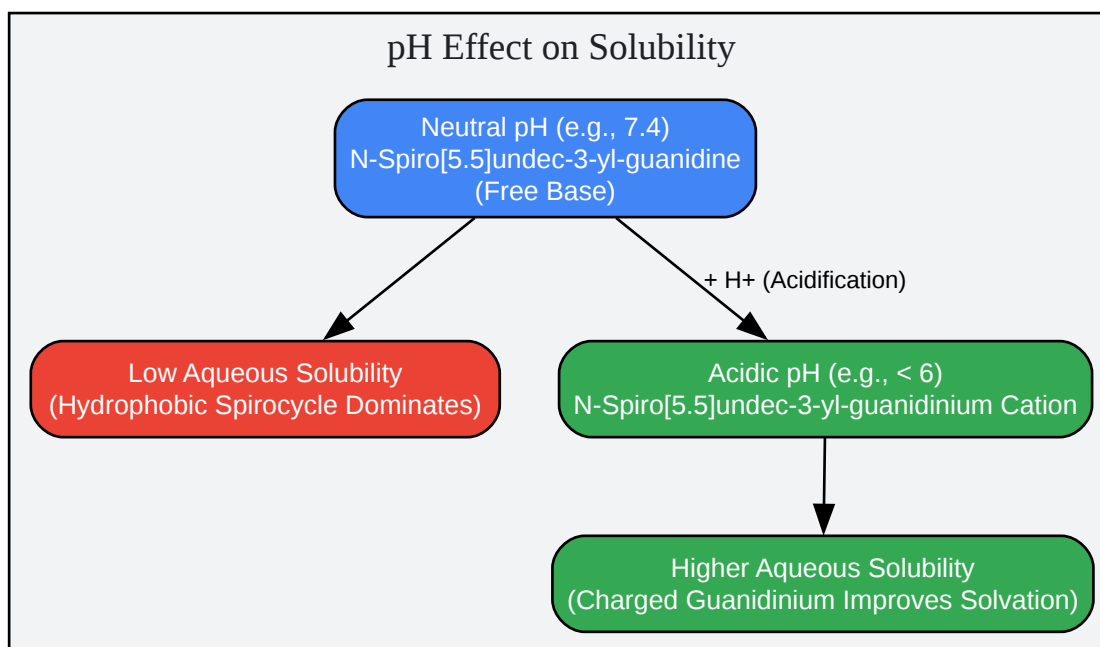 pH Effect on Solubility
Neutral pH (e.g., 7.4)
N-Spiro[5.5]undec-3-yl-guanidine
(Free Base)
+ H+ (Acidification)
Low Aqueous Solubility
(Hydrophobic Spirocycle Dominates)
Acidic pH (e.g., < 6)
N-Spiro[5.5]undec-3-yl-guanidinium Cation
Higher Aqueous Solubility
(Charged Guanidinium Improves Solvation)